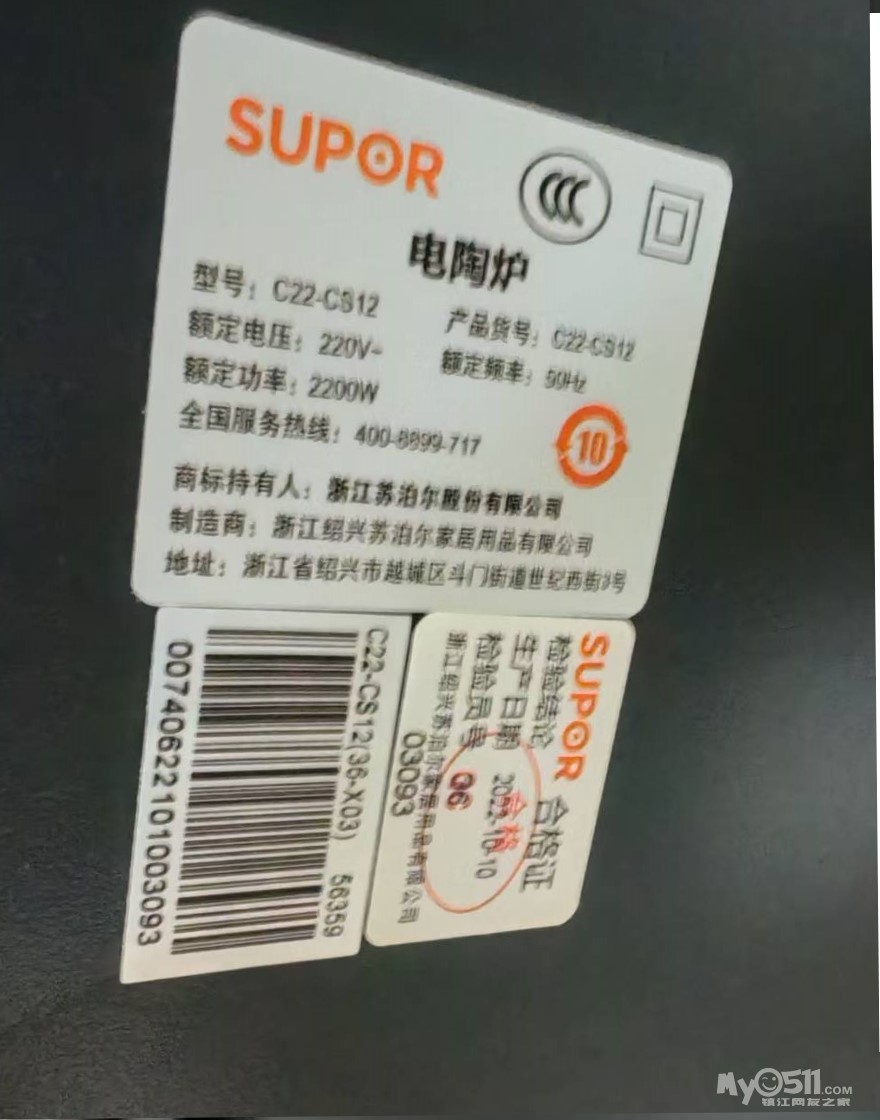 SUPOR
电陶炉
型号：C22-CS12
产品货号：C22-CS12
额定电压：220V~
额定频率：50Hz
额定功率：2200W
全国服务热线：400-8899-717
10
商标持有人：浙江苏泊尔股份有限公司
制造商：浙江绍兴苏泊尔家居用品有限公司
地址：浙江省绍兴市越城区斗门街道世纪西街3号
C22-CS12(36-X03) 56359
00740622101003093
SUPOR 合格证
检验结论 合格
生产日期 2022-10-10
检验员号 06
浙江绍兴苏泊尔家居用品有限公司
03093
My0511.COM
镇江网友之家